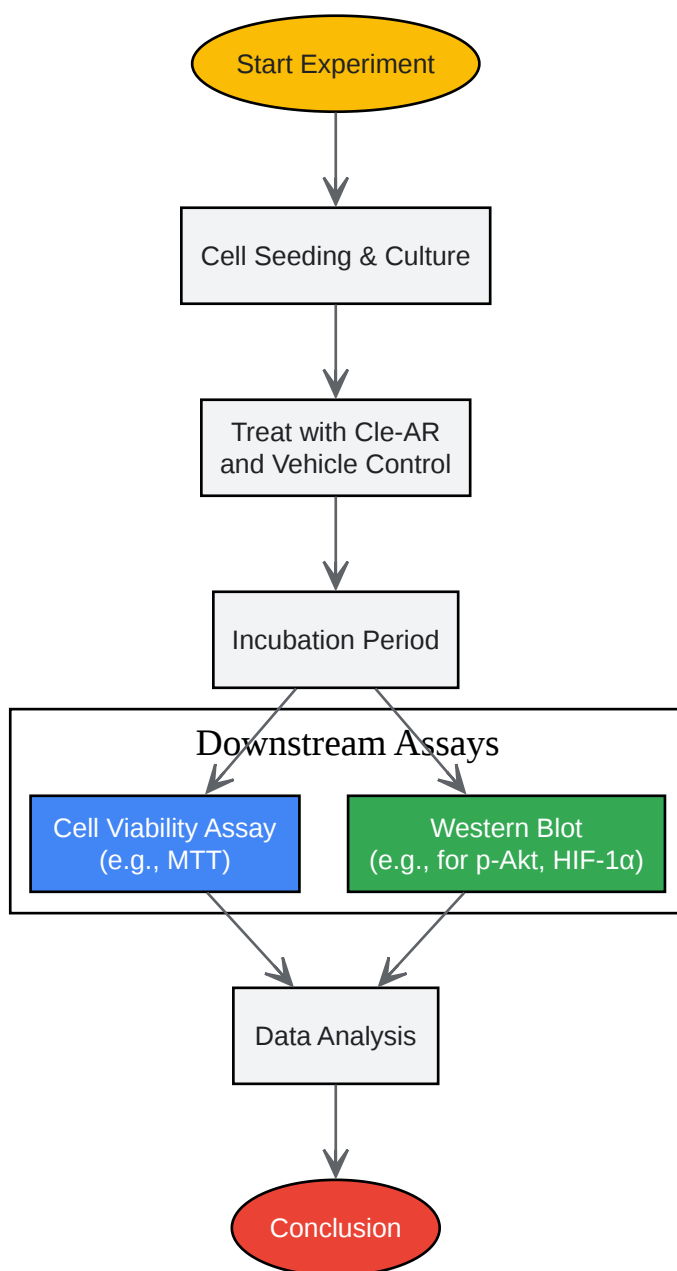 Start Experiment
Cell Seeding & Culture
Treat with Cle-AR
and Vehicle Control
Incubation Period
Downstream Assays
Cell Viability Assay
(e.g., MTT)
Western Blot
(e.g., for p-Akt, HIF-1α)
Data Analysis
Conclusion